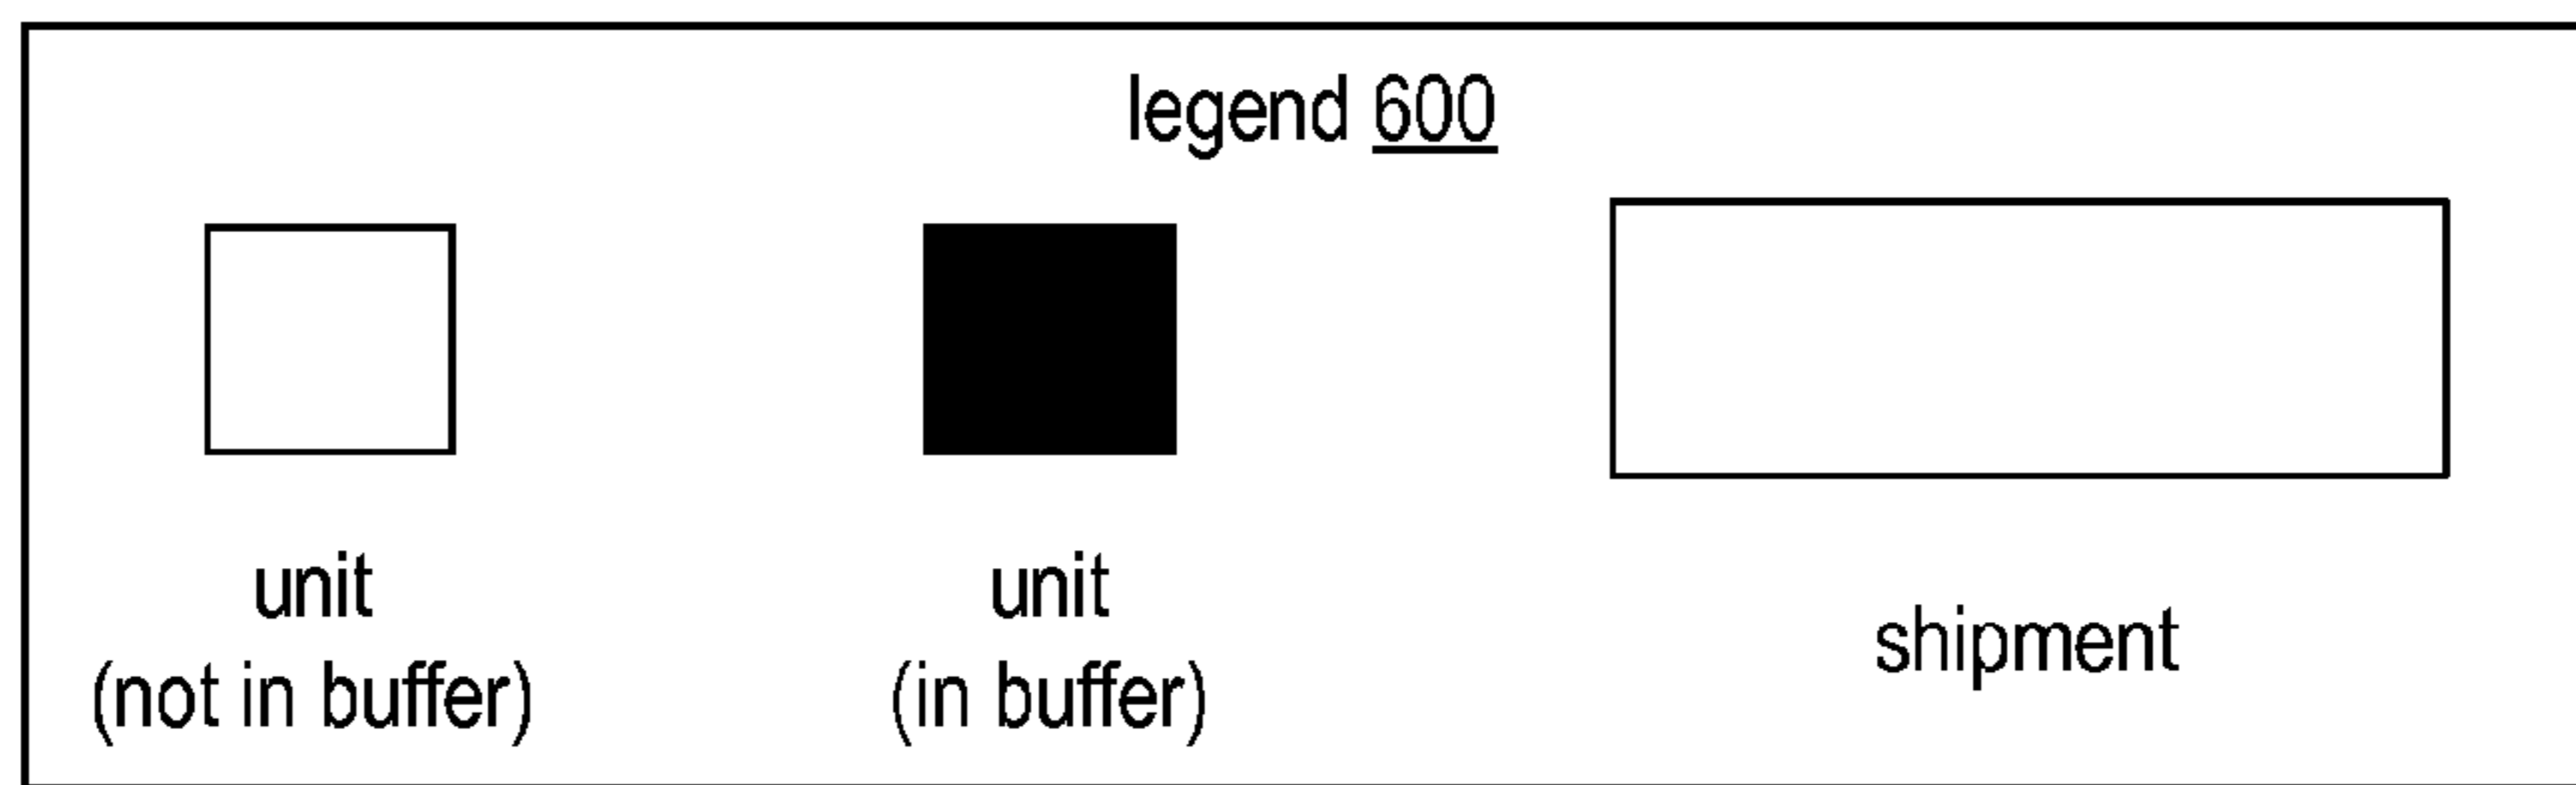 legend 600
unit
(not in buffer)
unit
(in buffer)
shipment